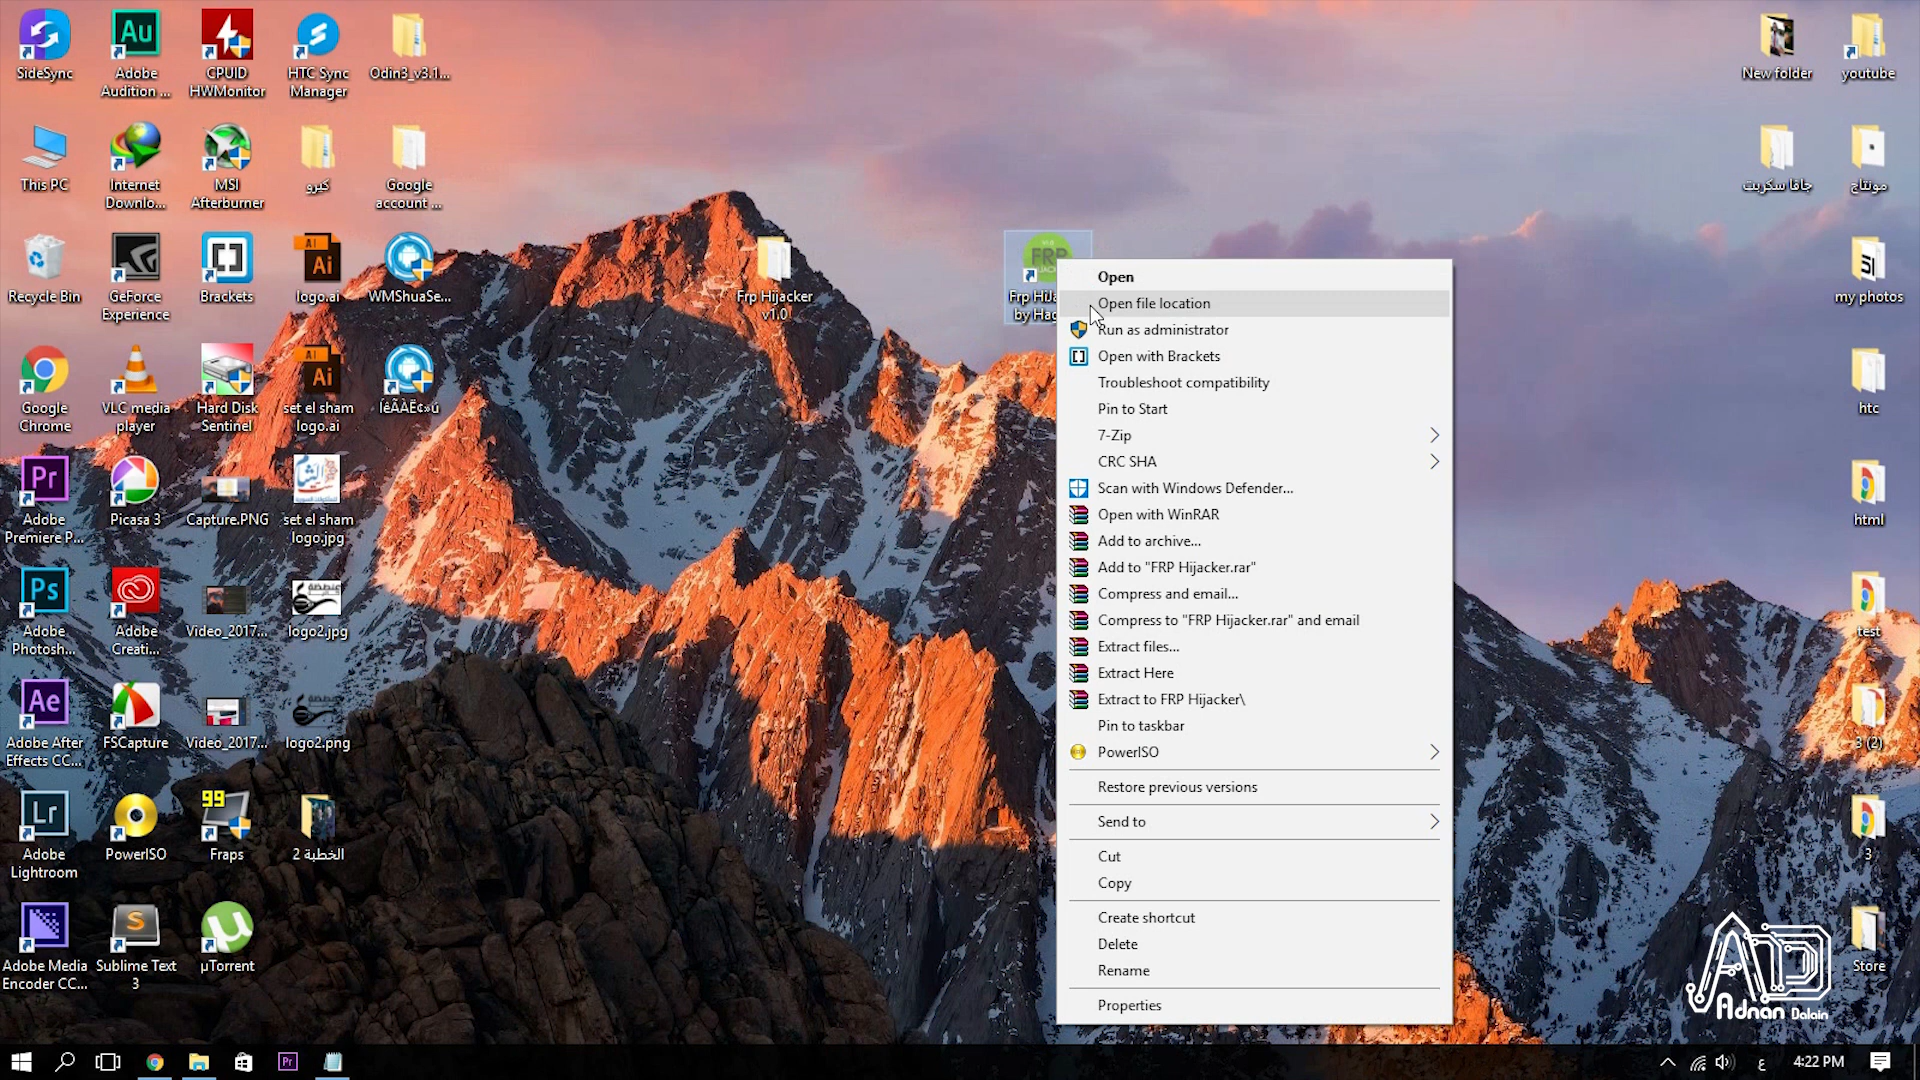 SideSync
Adobe
Audition ...
CPUID
HWMonitor
HTC Sync
Manager
Odin3_v3.1...
New folder
youtube
This PC
Internet
Downlo...
MSI
Afterburner
كيرو
Google
account ...
جافا سكربت
مونتاج
Recycle Bin
GeForce
Experience
Brackets
logo.ai
WMShuaSe...
Frp Hijacker
v1.0
my photos
Google
Chrome
VLC media
player
Hard Disk
Sentinel
set el sham
logo.ai
ÍêÃÀË¢»ú
htc
Adobe
Premiere P...
Picasa 3
Capture.PNG
set el sham
logo.jpg
html
Adobe
Photosh...
Adobe
Creati...
Video_2017...
logo2.jpg
test
Adobe After
Effects CC...
FSCapture
Video_2017...
logo2.png
3 (2)
Adobe
Lightroom
PowerISO
99
Fraps
الخطبة 2
3
Adobe Media
Encoder CC...
Sublime Text
3
µTorrent
Store
Open
Open file location
Run as administrator
Open with Brackets
Troubleshoot compatibility
Pin to Start
7-Zip
CRC SHA
Scan with Windows Defender...
Open with WinRAR
Add to archive...
Add to "FRP Hijacker.rar"
Compress and email...
Compress to "FRP Hijacker.rar" and email
Extract files...
Extract Here
Extract to FRP Hijacker\
Pin to taskbar
PowerISO
Restore previous versions
Send to
Cut
Copy
Create shortcut
Delete
Rename
Properties
Adnan Dalain
ع
4:22 PM